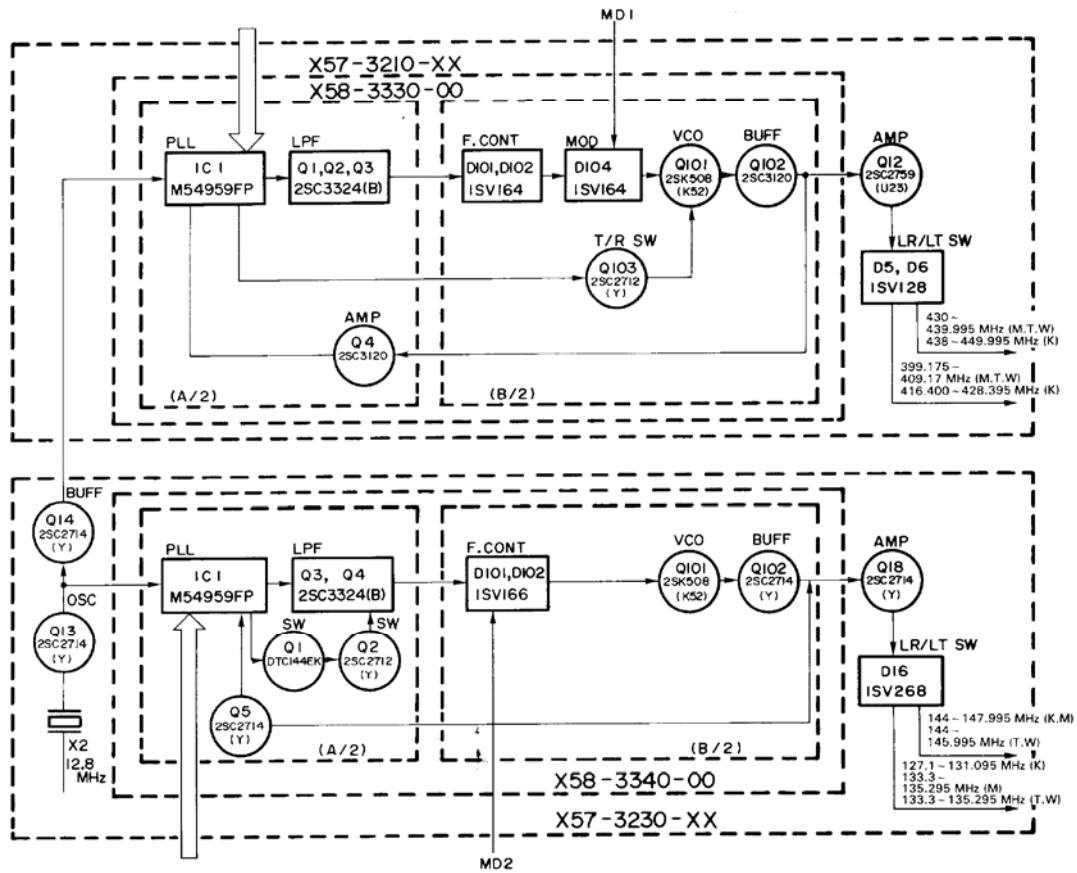 MD1
X57-3210-XX
X58-3330-00
PLL
IC1
M54959FP
LPF
Q1,Q2,Q3
2SC3324(B)
F.CONT
D101,D102
1SV164
MOD
D104
1SV164
VCO
Q101
2SK508
(K52)
BUFF
Q102
2SC3120
AMP
Q12
2SC2759
(U23)
T/R SW
Q103
2SC2712
(Y)
LR/LT SW
D5, D6
1SV128
AMP
Q4
2SC3120
430~
439.995 MHz (M.T.W)
438~449.995 MHz (K)
399.175~
409.17 MHz (M.T.W)
416.400~428.395 MHz (K)
(A/2)
(B/2)
BUFF
Q14
2SC2714
(Y)
OSC
Q13
2SC2714
(Y)
X2
12.8
MHz
PLL
IC1
M54959FP
LPF
Q3, Q4
2SC3324(B)
SW
Q1
DTC144EK
SW
Q2
2SC2712
(Y)
Q5
2SC2714
(Y)
F.CONT
D101,D102
1SV166
VCO
Q101
2SK508
(K52)
BUFF
Q102
2SC2714
(Y)
AMP
Q18
2SC2714
(Y)
LR/LT SW
D16
1SV268
144~147.995 MHz (K.M)
144~
145.995 MHz (T.W)
127.1~131.095 MHz (K)
133.3~
135.295 MHz (M)
133.3~135.295 MHz (T.W)
(A/2)
(B/2)
X58-3340-00
X57-3230-XX
MD2